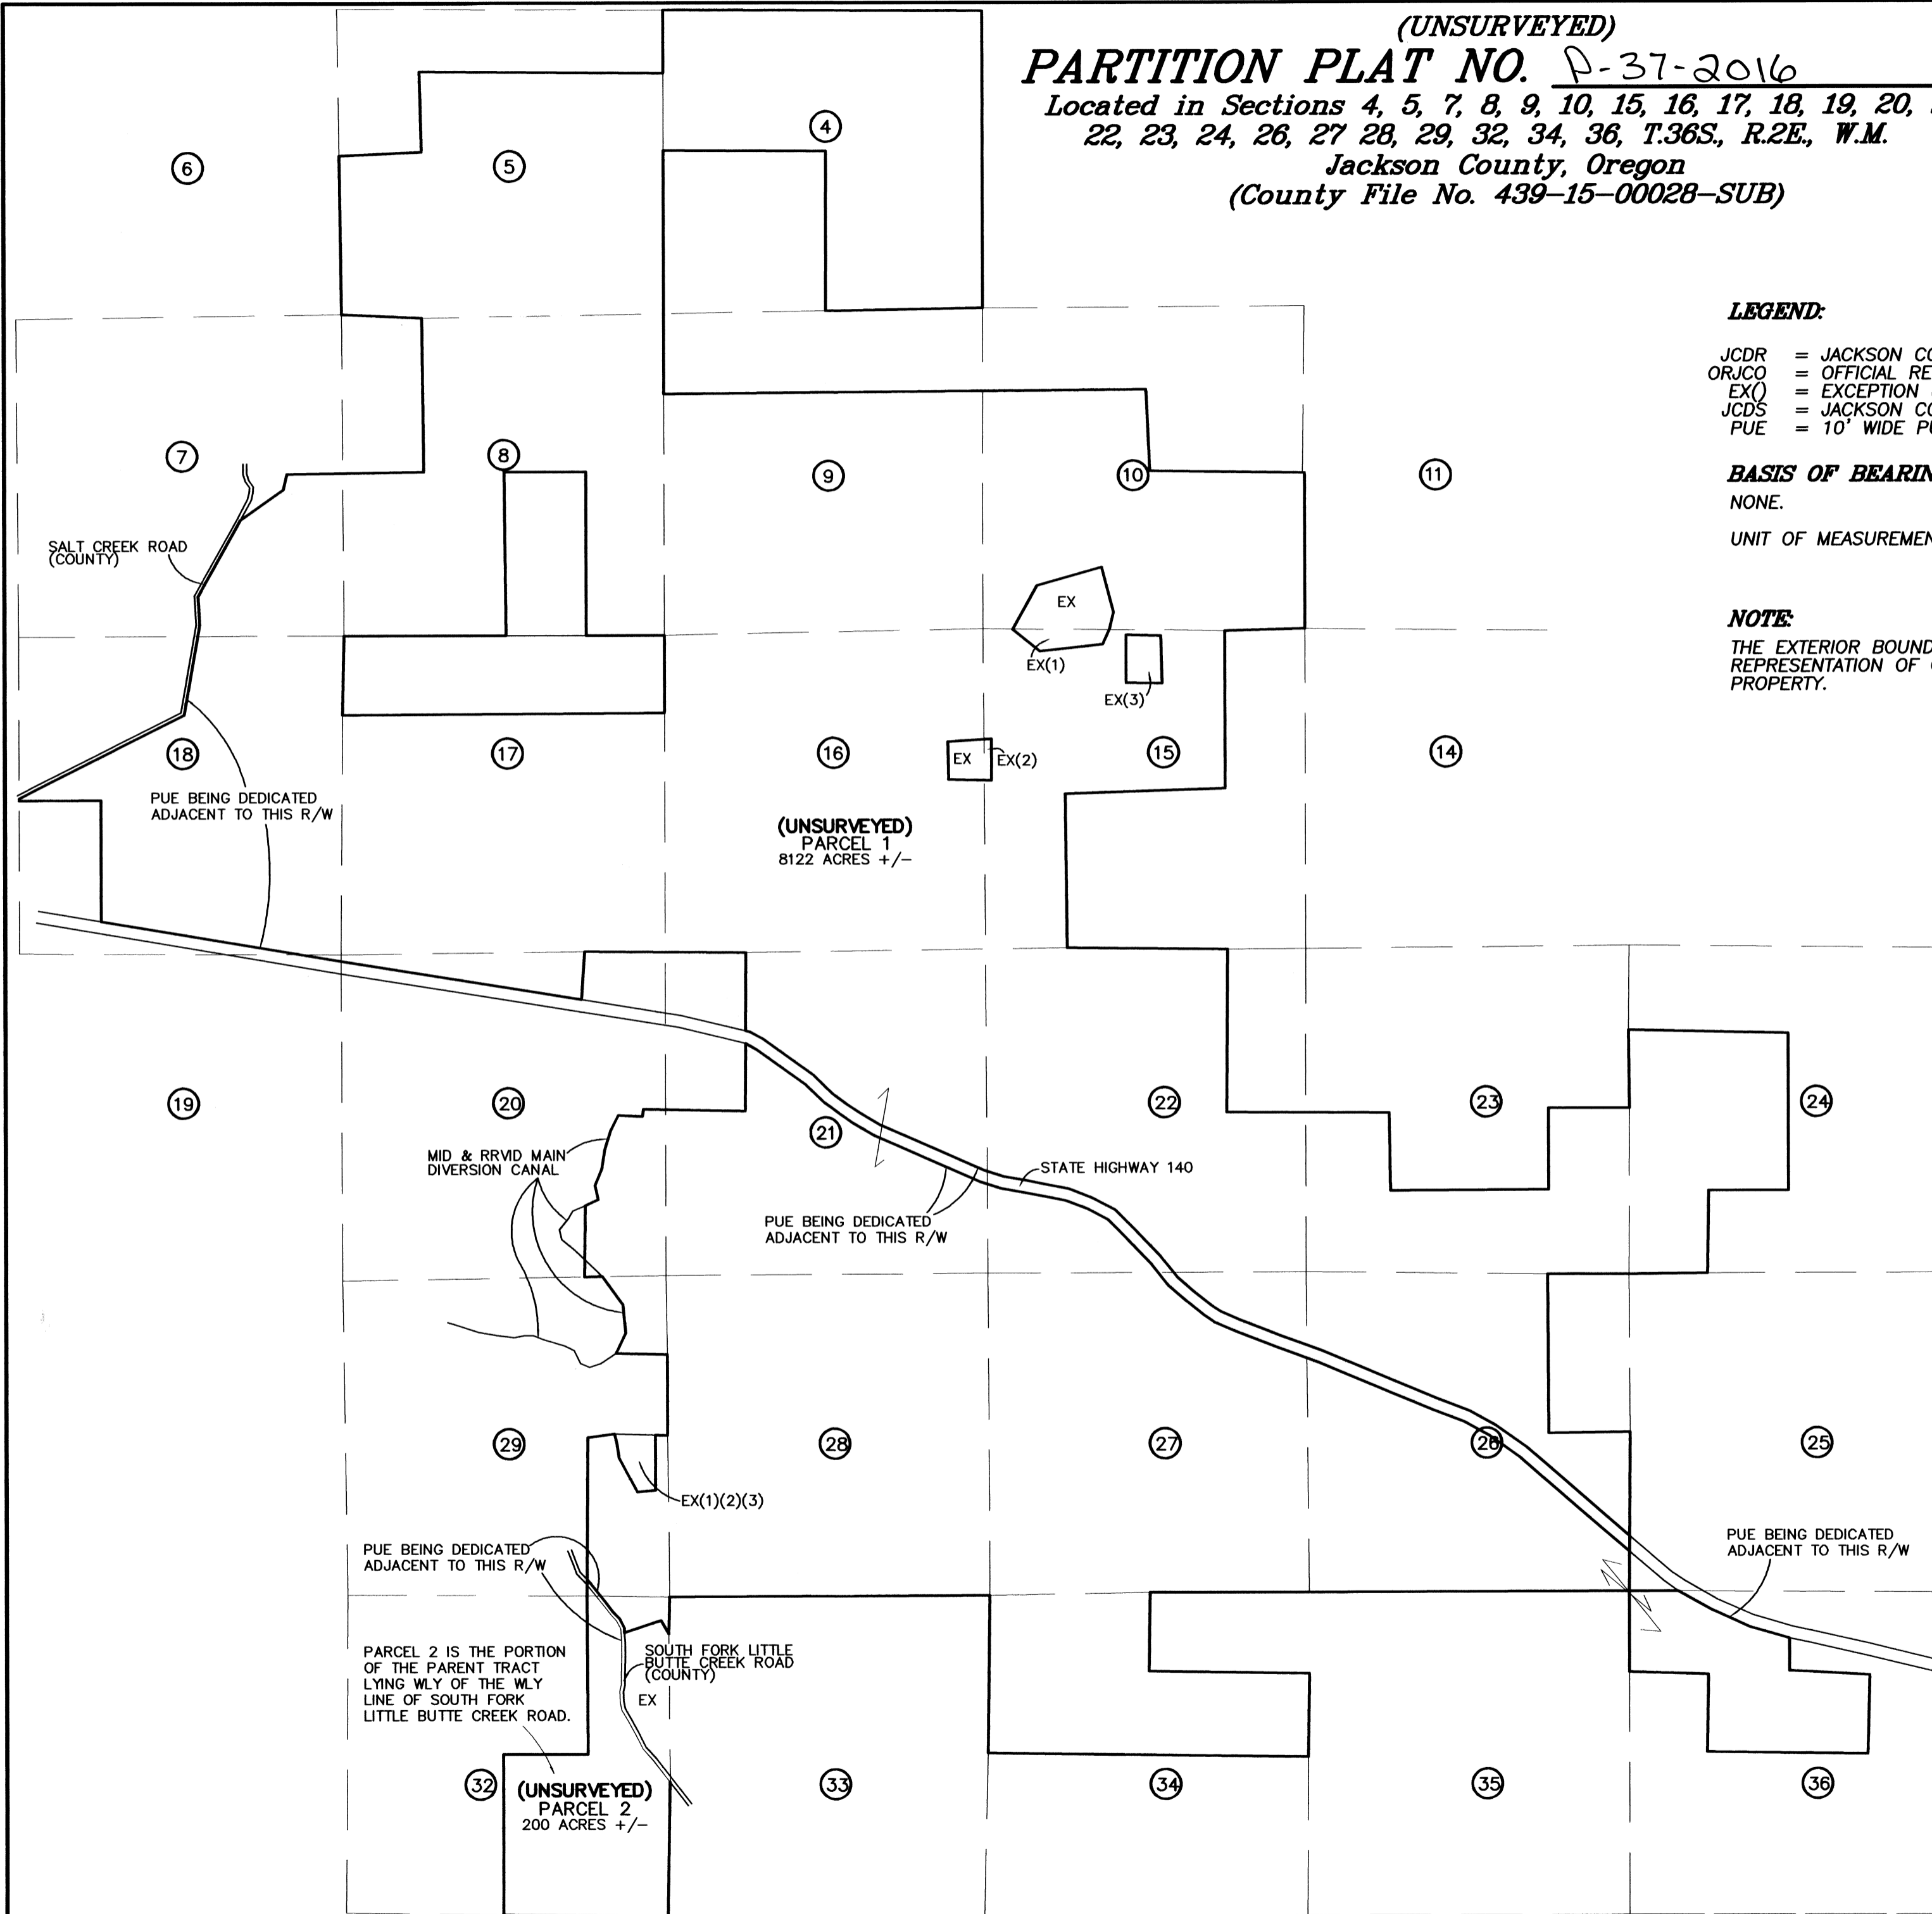 (UNSURVEYED)
PARTITION PLAT NO. P-37-2016
Located in Sections 4, 5, 7, 8, 9, 10, 15, 16, 17, 18, 19, 20,
22, 23, 24, 26, 27 28, 29, 32, 34, 36, T.36S., R.2E., W.M.
Jackson County, Oregon
(County File No. 439-15-00028-SUB)
LEGEND:
JCDR = JACKSON CO
ORJCO = OFFICIAL RE
EX() = EXCEPTION
JCDS = JACKSON CO
PUE = 10' WIDE PU
BASIS OF BEARIN
NONE.
UNIT OF MEASUREMEN
NOTE:
THE EXTERIOR BOUND
REPRESENTATION OF
PROPERTY.
4
6
5
7
8
9
10
11
SALT CREEK ROAD
(COUNTY)
EX
EX(1)
EX(3)
18
17
16
EX
EX(2)
15
14
PUE BEING DEDICATED
ADJACENT TO THIS R/W
(UNSURVEYED)
PARCEL 1
8122 ACRES +/-
19
20
21
22
23
24
MID & RRVID MAIN
DIVERSION CANAL
STATE HIGHWAY 140
PUE BEING DEDICATED
ADJACENT TO THIS R/W
29
28
27
26
25
EX(1)(2)(3)
PUE BEING DEDICATED
ADJACENT TO THIS R/W
PUE BEING DEDICATED
ADJACENT TO THIS R/W
PARCEL 2 IS THE PORTION
OF THE PARENT TRACT
LYING WLY OF THE WLY
LINE OF SOUTH FORK
LITTLE BUTTE CREEK ROAD.
SOUTH FORK LITTLE
BUTTE CREEK ROAD
(COUNTY)
EX
32
(UNSURVEYED)
PARCEL 2
200 ACRES +/-
33
34
35
36